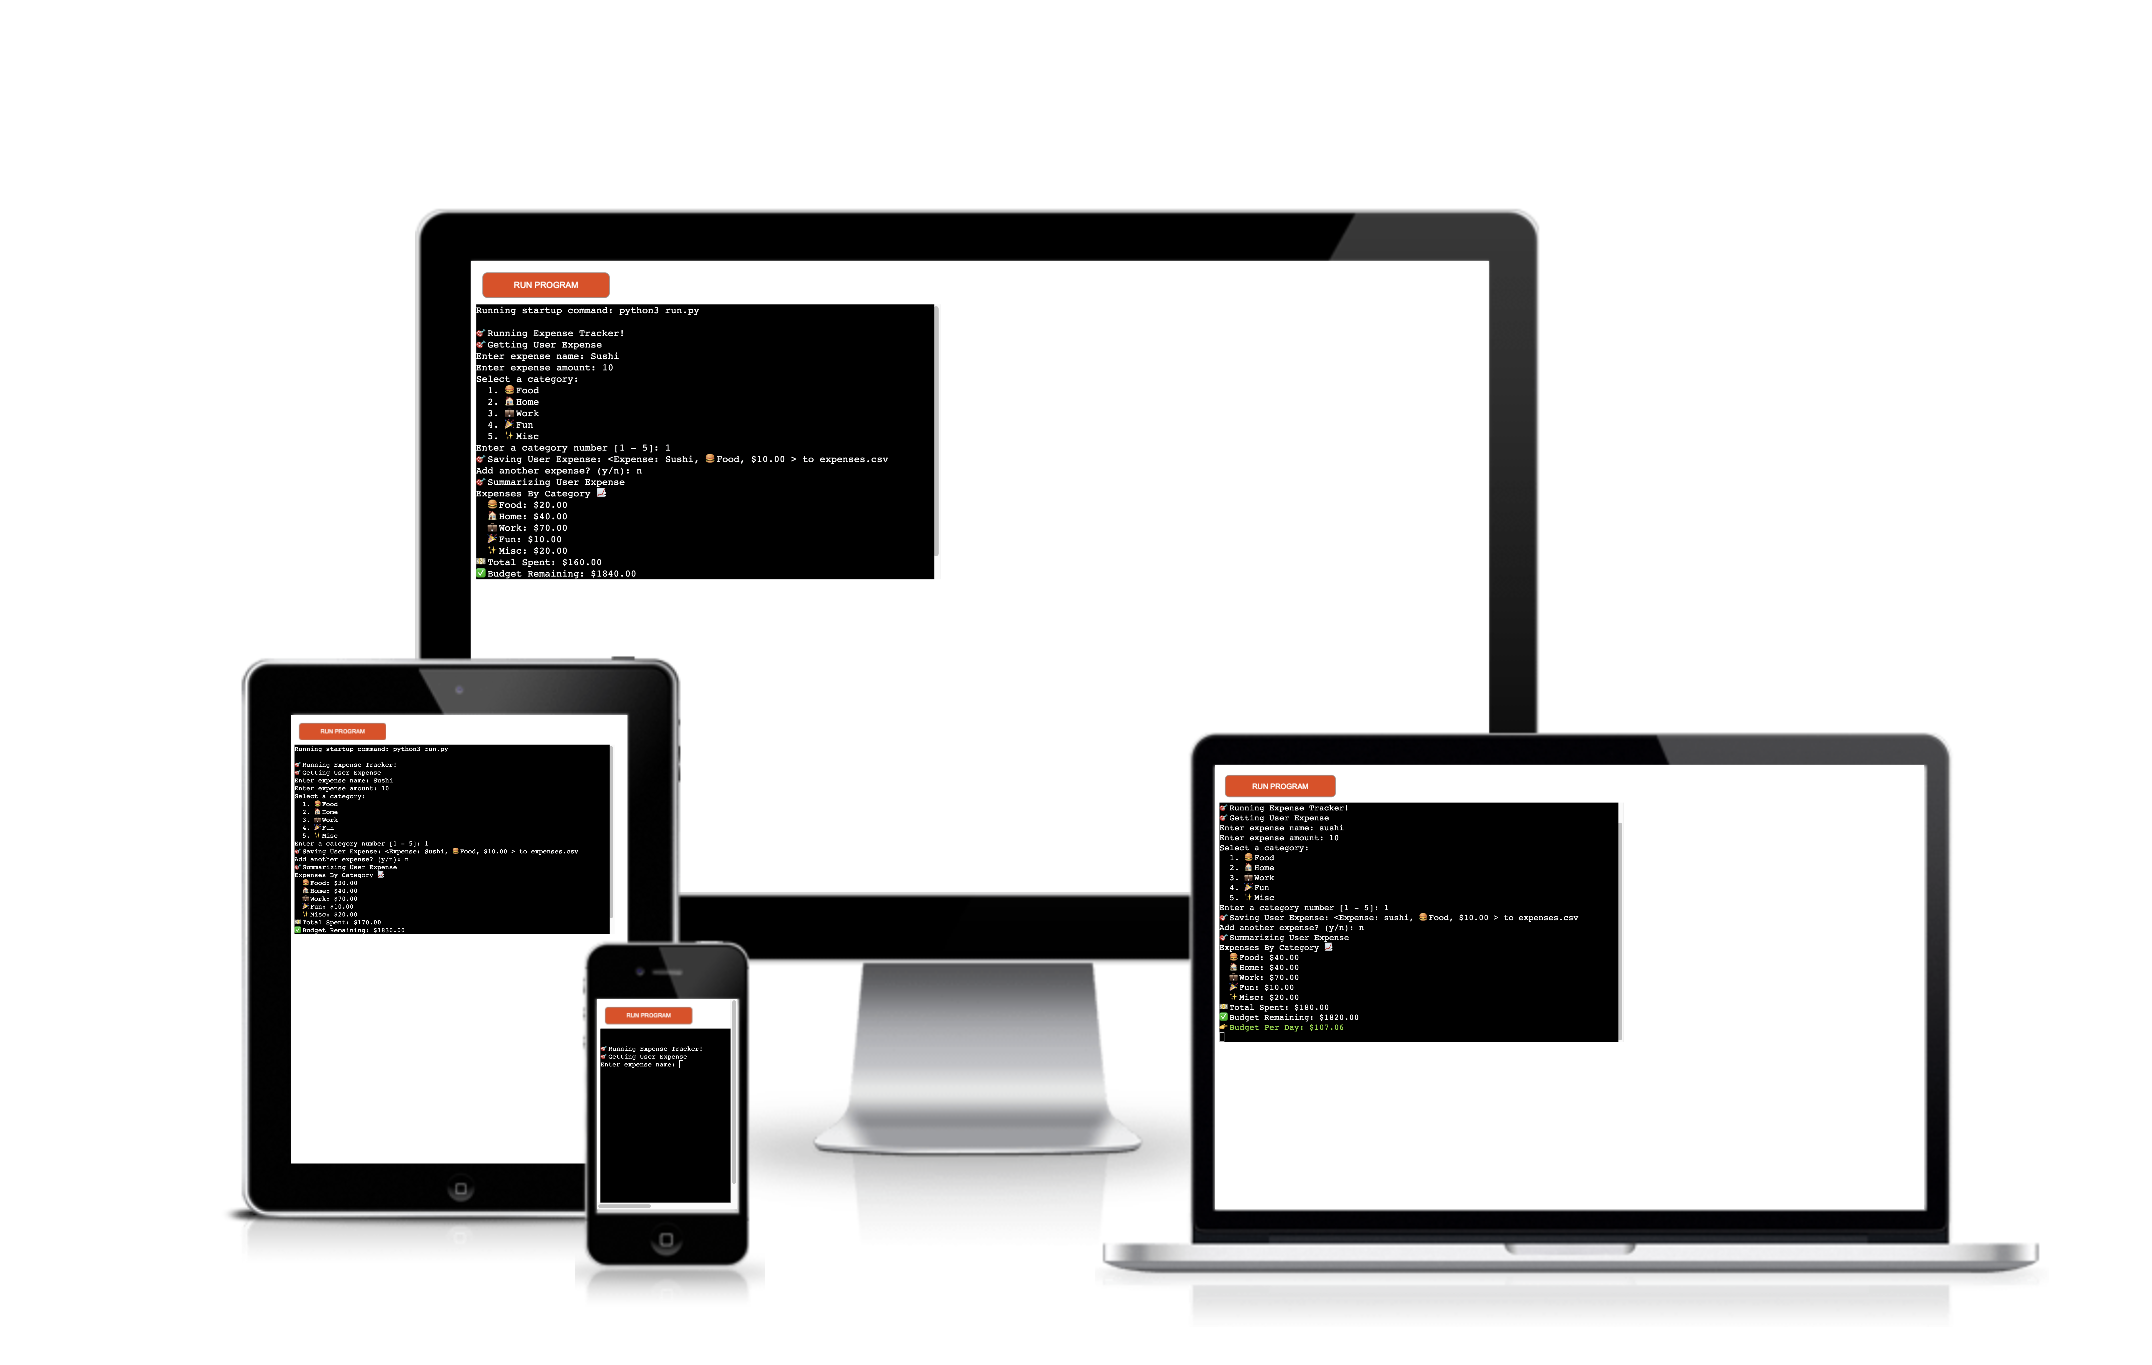 RUN PROGRAM
Running startup command: python3 run.py
🎯Running Expense Tracker!
🎯Getting User Expense
Enter expense name: Sushi
Enter expense amount: 10
Select a category:
1. 🍔Food
2. 🏠Home
3. 💼Work
4. 🎉Fun
5. ✨Misc
Enter a category number [1 - 5]: 1
🎯Saving User Expense: <Expense: Sushi, 🍔Food, $10.00 > to expenses.csv
Add another expense? (y/n): n
🎯Summarizing User Expense
Expenses By Category 📈
🍔Food: $20.00
🏠Home: $40.00
💼Work: $70.00
🎉Fun: $10.00
✨Misc: $20.00
💵Total Spent: $160.00
✅Budget Remaining: $1840.00
RUN PROGRAM
Running startup command: python3 run.py
🎯Running Expense Tracker!
🎯Getting User Expense
Enter expense name: Sushi
Enter expense amount: 10
Select a category:
1. 🍔Food
2. 🏠Home
3. 💼Work
4. 🎉Fun
5. ✨Misc
Enter a category number [1 - 5]: 1
🎯Saving User Expense: <Expense: Sushi, 🍔Food, $10.00 > to expenses.csv
Add another expense? (y/n): n
🎯Summarizing User Expense
Expenses By Category 📈
🍔Food: $30.00
🏠Home: $40.00
💼Work: $70.00
🎉Fun: $10.00
✨Misc: $20.00
💵Total Spent: $170.00
✅Budget Remaining: $1830.00
RUN PROGRAM
🎯Running Expense Tracker!
🎯Getting User Expense
Enter expense name:
RUN PROGRAM
🎯Running Expense Tracker!
🎯Getting User Expense
Enter expense name: sushi
Enter expense amount: 10
Select a category:
1. 🍔Food
2. 🏠Home
3. 💼Work
4. 🎉Fun
5. ✨Misc
Enter a category number [1 - 5]: 1
🎯Saving User Expense: <Expense: sushi, 🍔Food, $10.00 > to expenses.csv
Add another expense? (y/n): n
🎯Summarizing User Expense
Expenses By Category 📈
🍔Food: $40.00
🏠Home: $40.00
💼Work: $70.00
🎉Fun: $10.00
✨Misc: $20.00
💵Total Spent: $180.00
✅Budget Remaining: $1820.00
👉Budget Per Day: $107.06